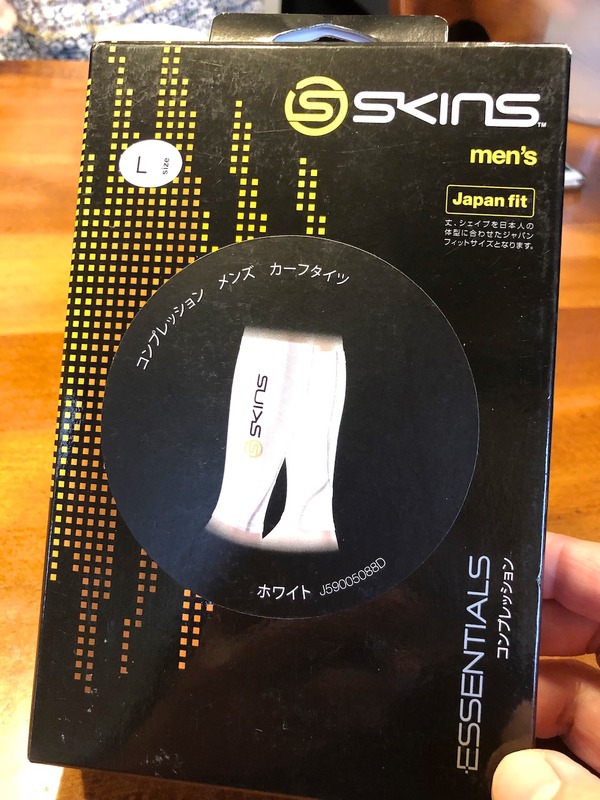 SKINS™
men's
L size
Japan fit
丈、シェイプを日本人の
体型に合わせたジャパン
フィットサイズとなります。
コンプレッション メンズ カーフタイツ
SKINS
ホワイト J59005088D
ESSENTIALS
コンプレッション